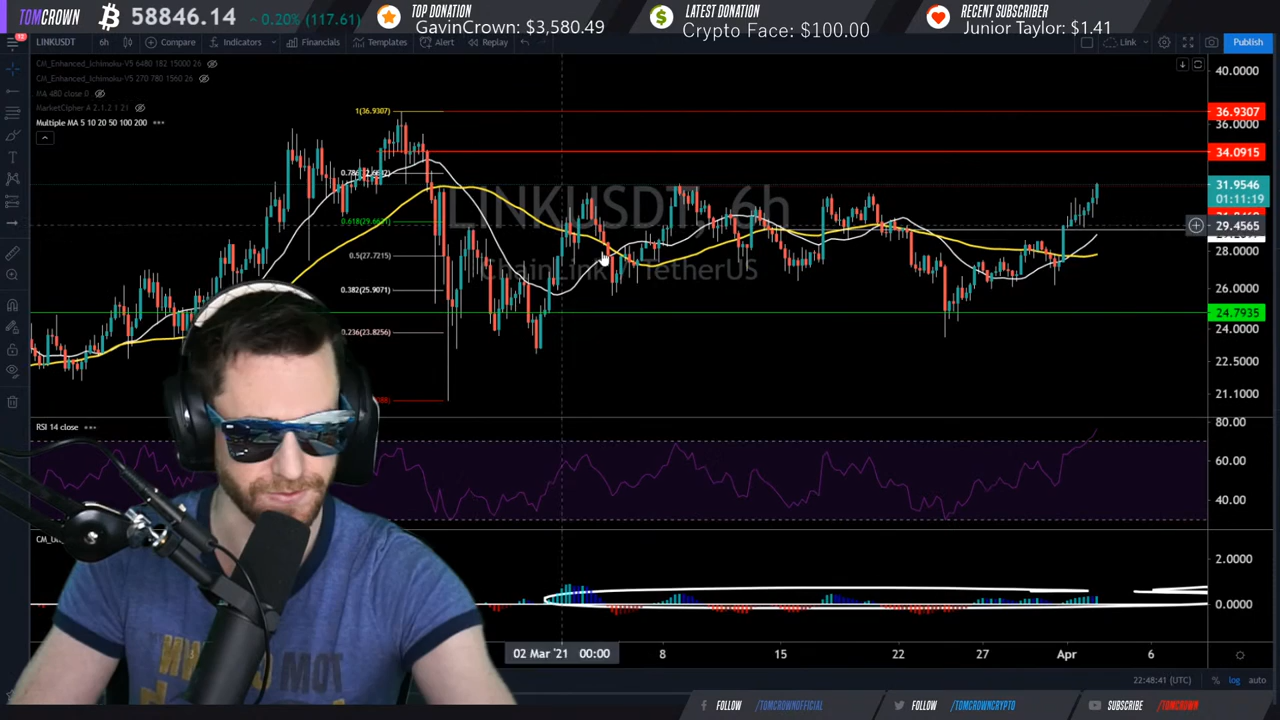 TOMCROWN
58846.14
0.20% (117.61)
TOP DONATION
GavinCrown: $3,580.49
LATEST DONATION
Crypto Face: $100.00
RECENT SUBSCRIBER
Junior Taylor: $1.41
LINKUSDT
6h
Compare
Indicators
Financials
Templates
Alert
Replay
Link
Publish
CM_Enhanced_Ichimoku-V5 6480 182 15000 26
CM_Enhanced_Ichimoku-V5 270 780 1560 26
MA 480 close 0
MarketCipher A 2.1,2 1 21
Multiple MA 5 10 20 50 100 200
LINKUSDT, 6h
ChainLink / TetherUS
1(36.9307)
0.618(29.6621)
0.5(27.7215)
0.382(25.9071)
0.236(23.8256)
40.0000
36.9307
36.0000
34.0915
31.9546
01:11:19
29.4565
28.0000
26.0000
24.7935
24.0000
22.5000
21.1000
RSI 14 close
80.00
60.00
40.00
2.0000
0.0000
02 Mar '21 00:00
8
15
22
27
Apr
6
22:48:41 (UTC)
%
log
auto
FOLLOW
/TOMCROWNOFFICIAL
FOLLOW
/TOMCROWNCRYPTO
SUBSCRIBE
/TOMCROWN